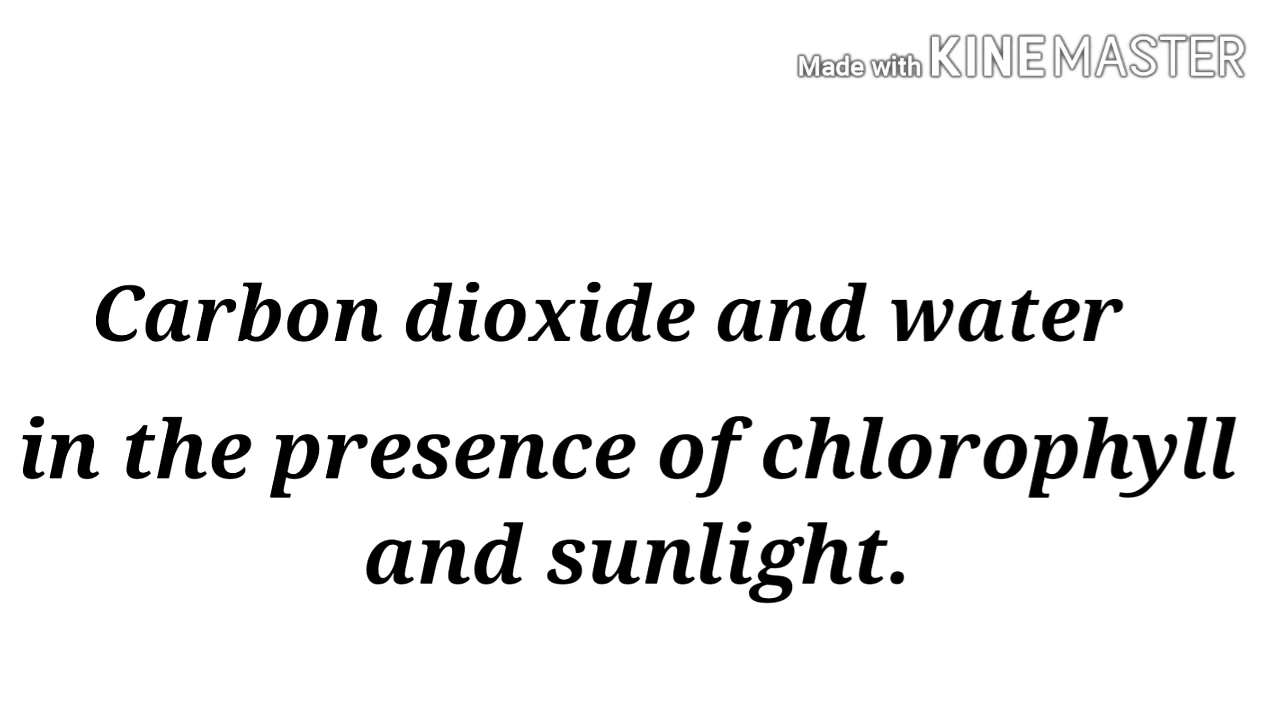 Made with KINEMASTER
Carbon dioxide and water
in the presence of chlorophyll
and sunlight.